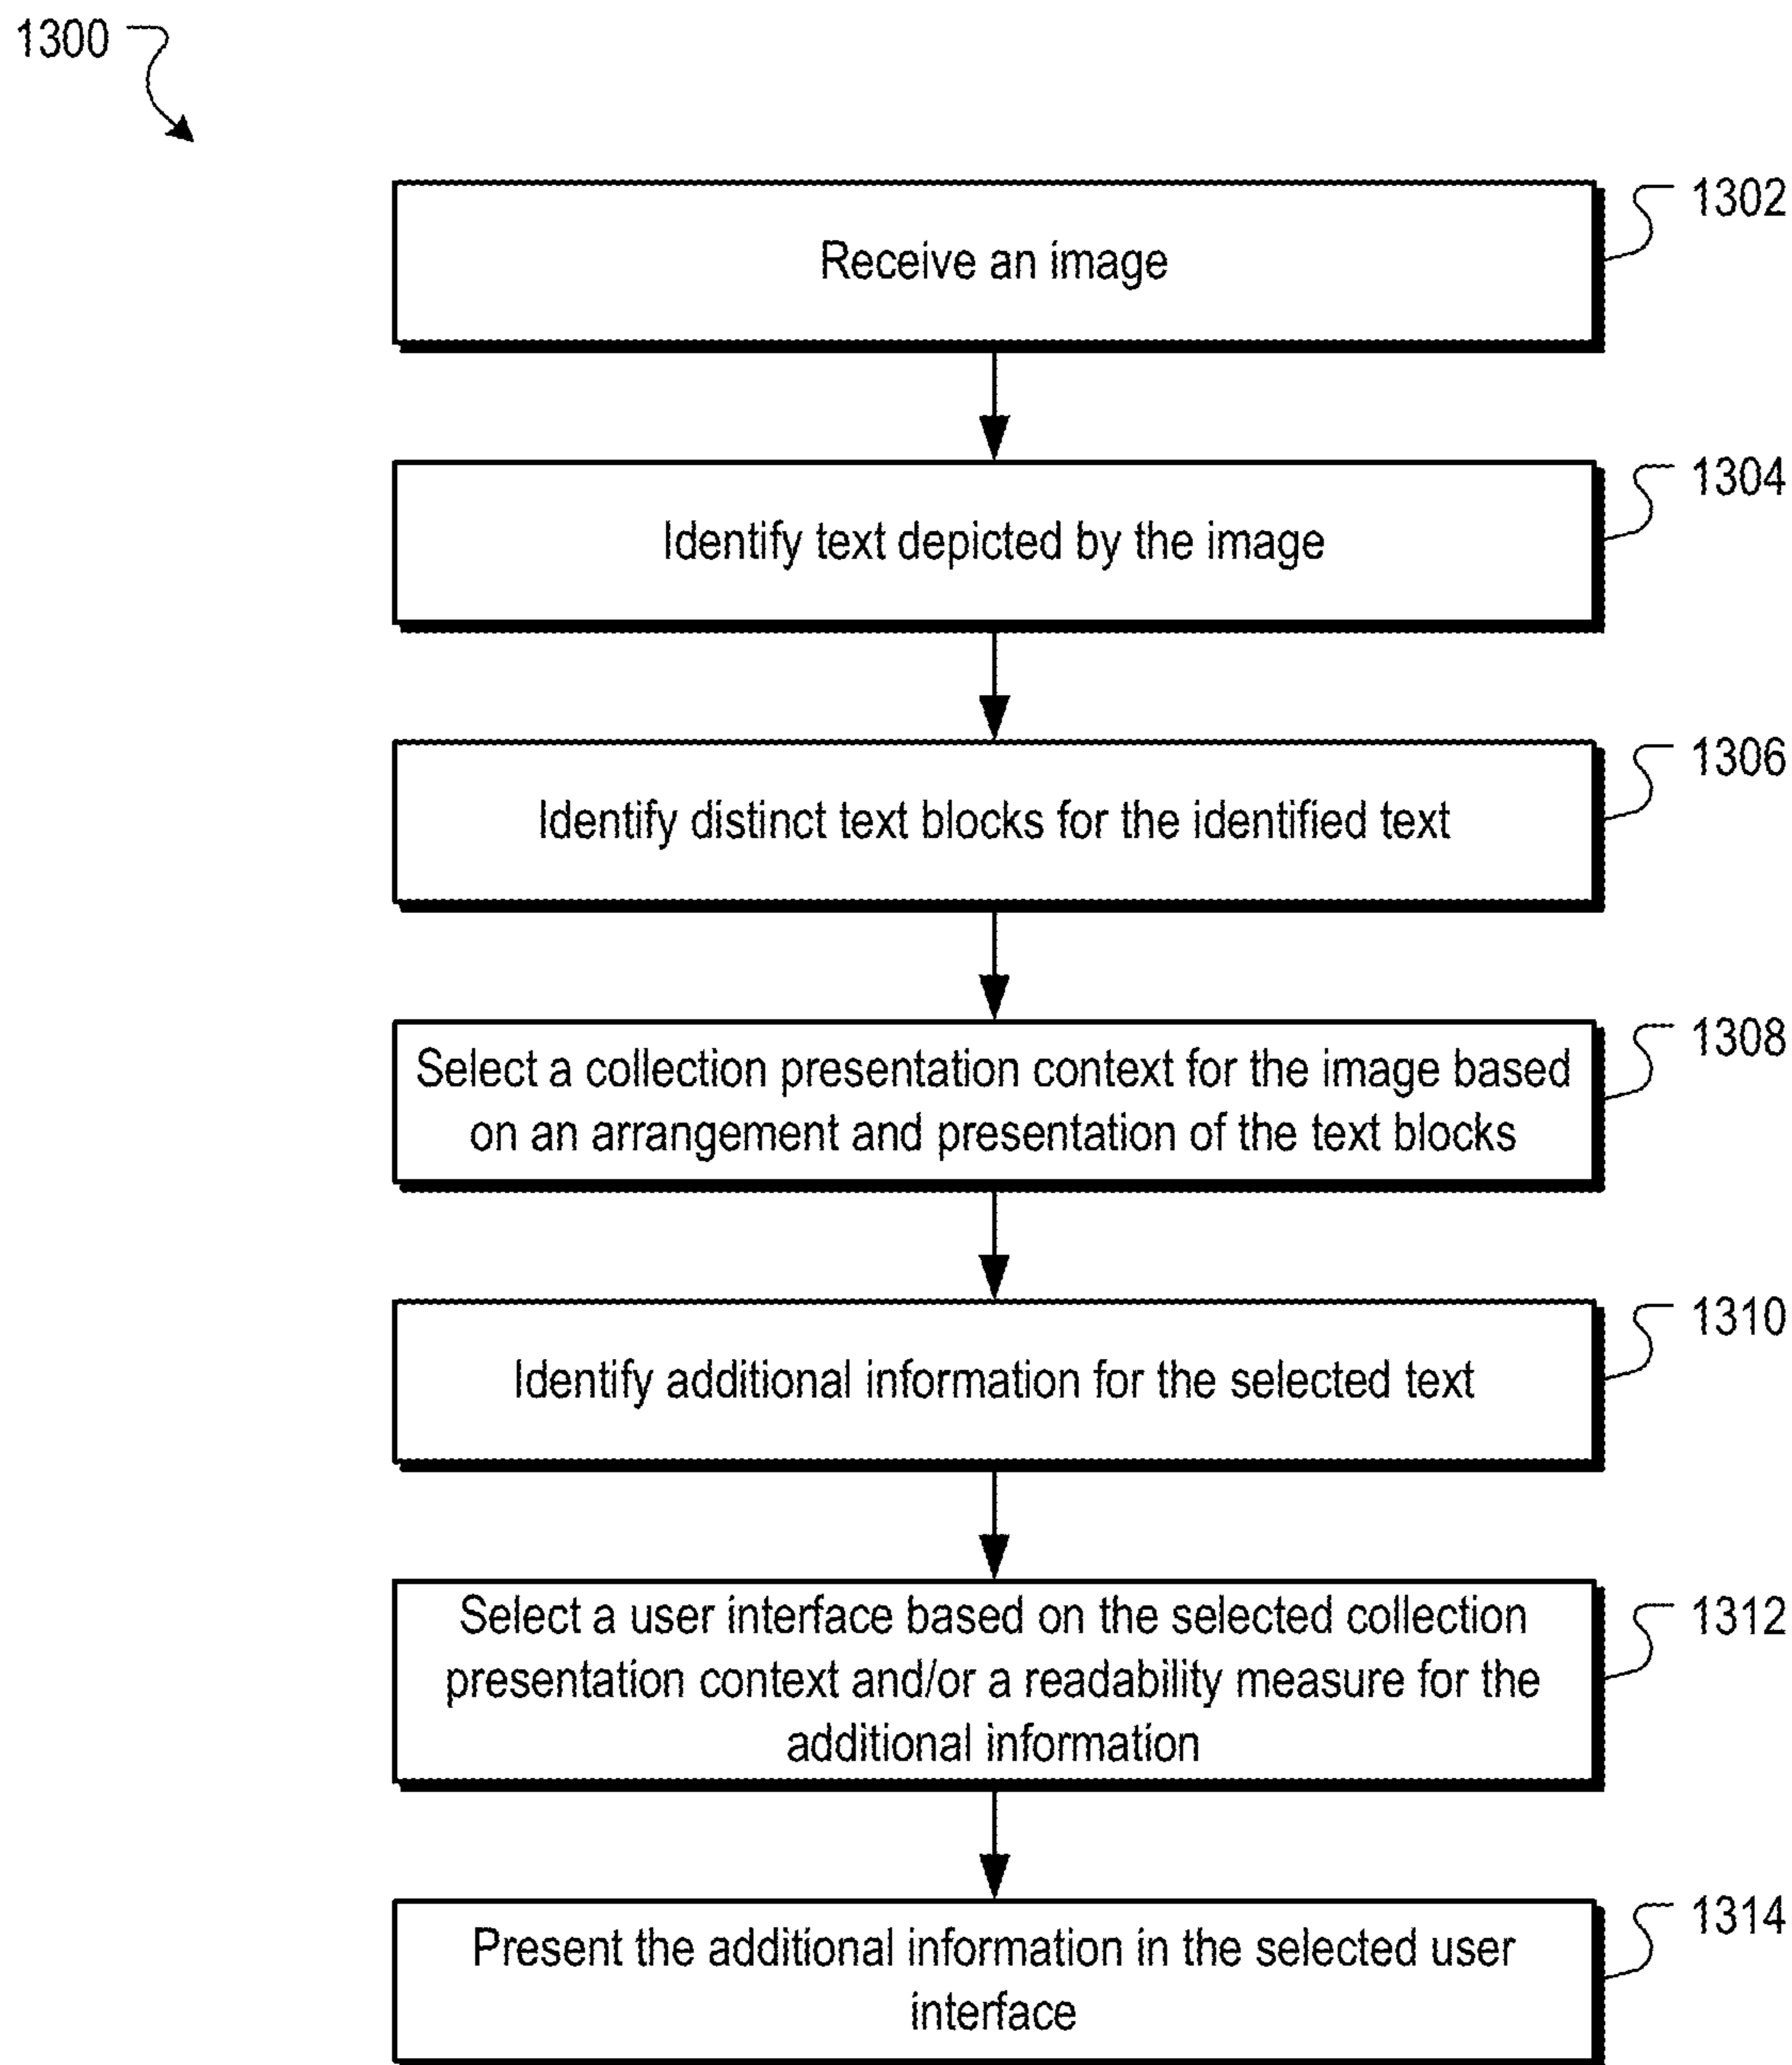 1300
1302
Receive an image
1304
Identify text depicted by the image
1306
Identify distinct text blocks for the identified text
1308
Select a collection presentation context for the image based
on an arrangement and presentation of the text blocks
1310
Identify additional information for the selected text
1312
Select a user interface based on the selected collection
presentation context and/or a readability measure for the
additional information
1314
Present the additional information in the selected user
interface